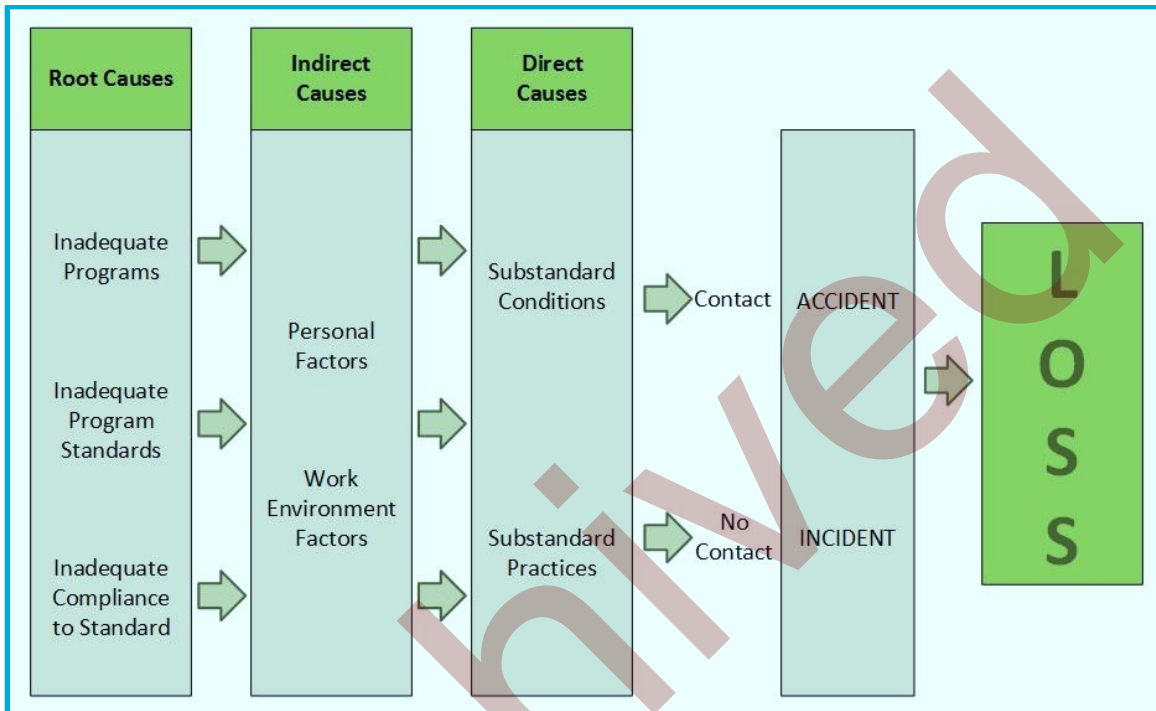 Root Causes
Indirect
Causes
Direct
Causes
Inadequate
Programs
Inadequate
Program
Standards
Inadequate
Compliance
to Standard
Personal
Factors
Work
Environment
Factors
Substandard
Conditions
Substandard
Practices
Contact
No
Contact
ACCIDENT
INCIDENT
L
O
S
S
hived